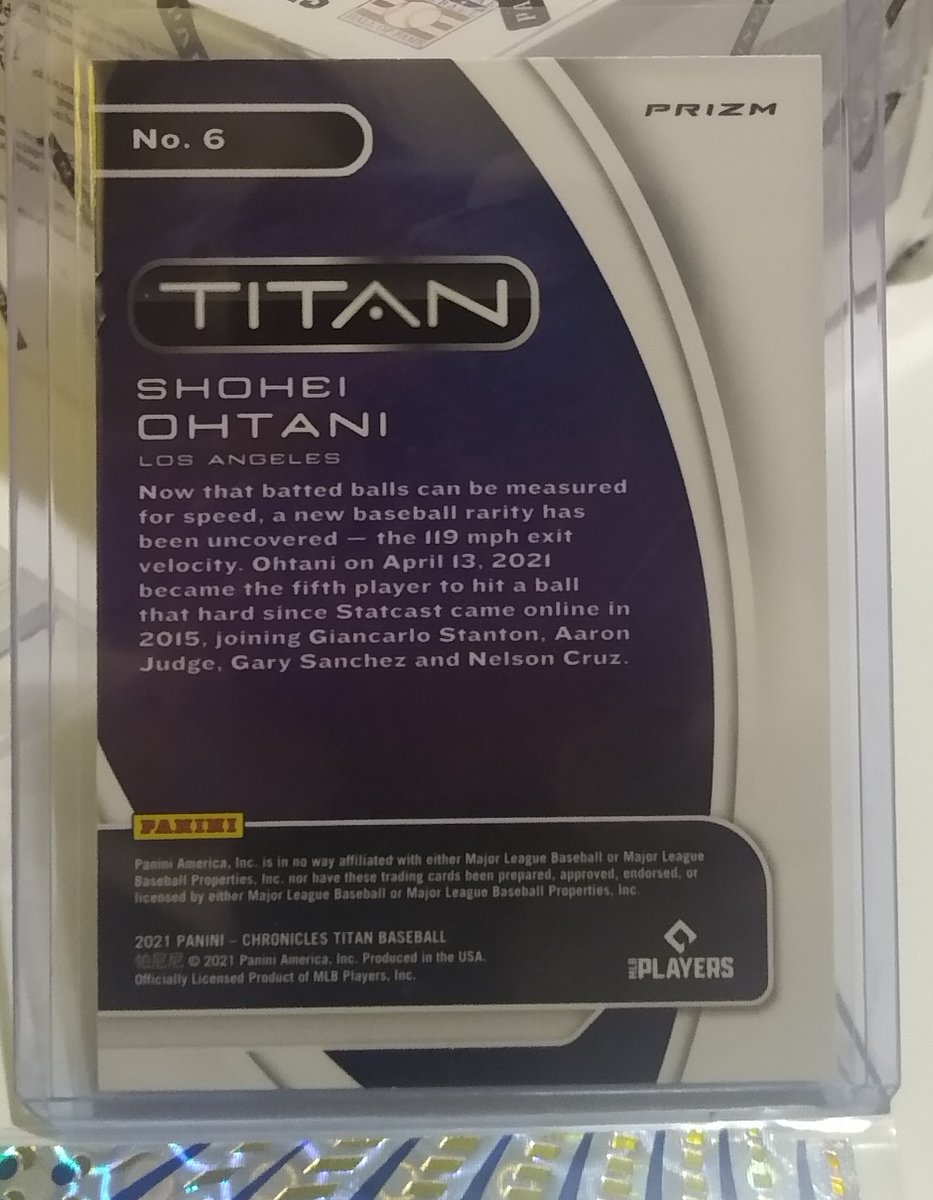 PRIZM
No. 6
TITAN
SHOHEI
OHTANI
LOS ANGELES
Now that batted balls can be measured
for speed, a new baseball rarity has
been uncovered — the 119 mph exit
velocity. Ohtani on April 13, 2021
became the fifth player to hit a ball
that hard since Statcast came online in
2015, joining Giancarlo Stanton, Aaron
Judge, Gary Sanchez and Nelson Cruz.
PANINI
Panini America, Inc. is in no way affiliated with either Major League Baseball or Major League
Baseball Properties, Inc. nor have these trading cards been prepared, approved, endorsed, or
licensed by either Major League Baseball or Major League Baseball Properties, Inc.
2021 PANINI – CHRONICLES TITAN BASEBALL
帕尼尼 © 2021 Panini America, Inc. Produced in the USA.
Officially Licensed Product of MLB Players, Inc.
MLB PLAYERS